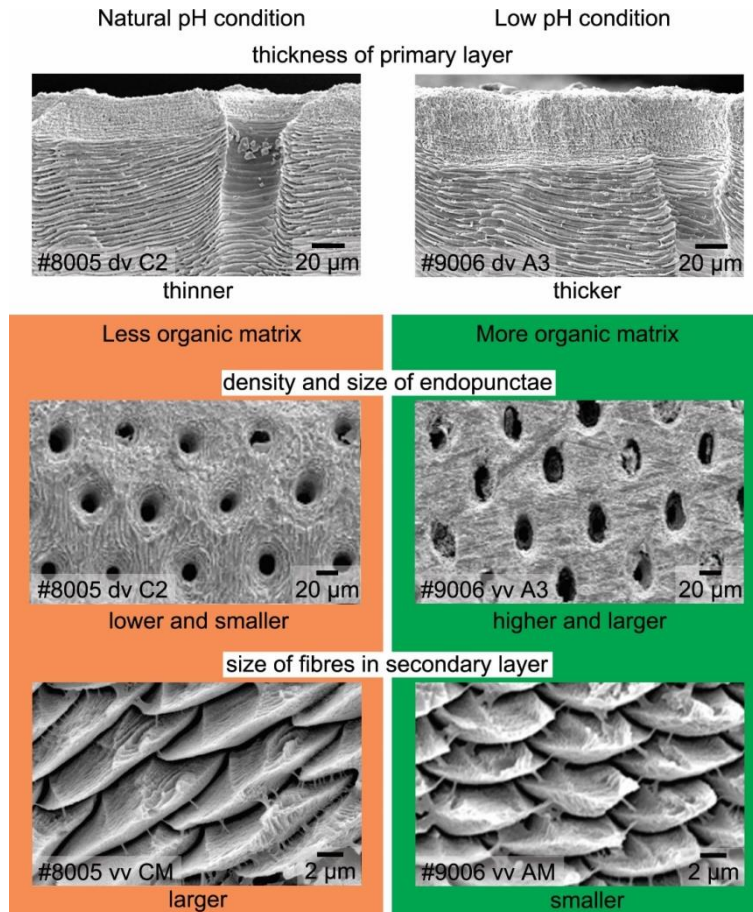 Natural pH condition
Low pH condition
thickness of primary layer
#8005 dv C2
20 µm
#9006 dv A3
20 µm
thinner
thicker
Less organic matrix
More organic matrix
density and size of endopunctae
#8005 dv C2
20 µm
#9006 vv A3
20 µm
lower and smaller
higher and larger
size of fibres in secondary layer
#8005 vv CM
2 µm
#9006 vv AM
2 µm
larger
smaller